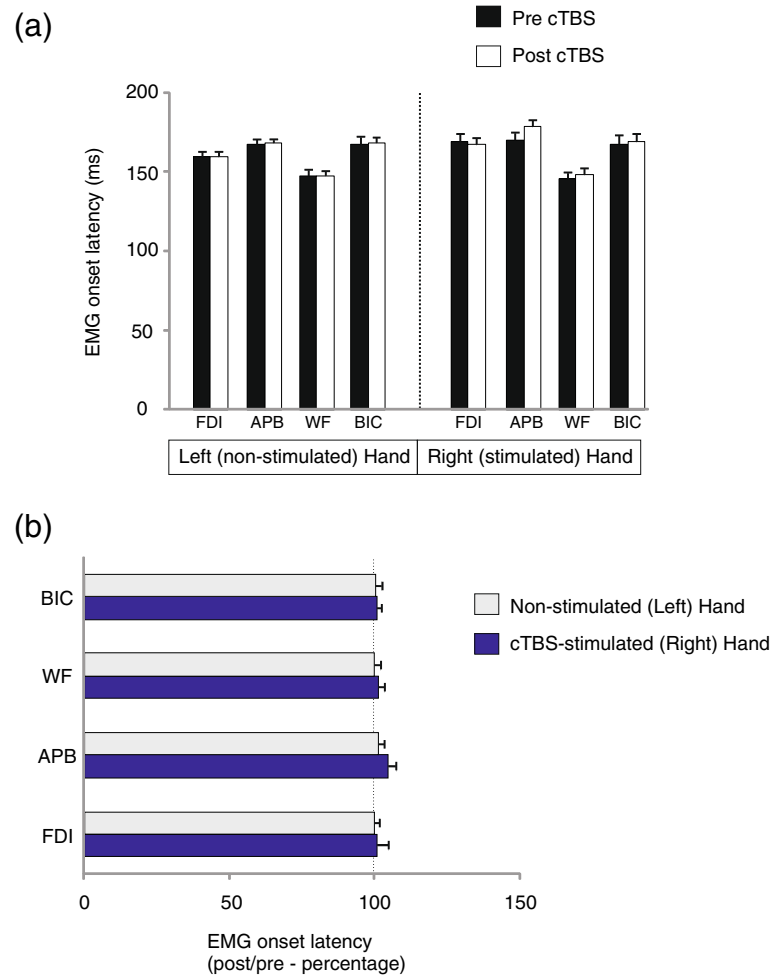 (a)
Pre cTBS
Post cTBS
EMG onset latency (ms)
200
150
100
50
0
FDI APB WF BIC FDI APB WF BIC
Left (non-stimulated) Hand Right (stimulated) Hand
(b)
BIC
WF
APB
FDI
Non-stimulated (Left) Hand
cTBS-stimulated (Right) Hand
0 50 100 150
EMG onset latency
(post/pre - percentage)